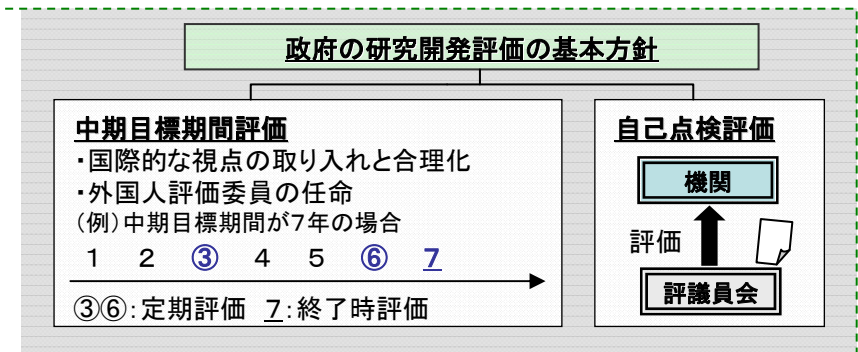 政府の研究開発評価の基本方針
中期目標期間評価
・国際的な視点の取り入れと合理化
・外国人評価委員の任命
(例)中期目標期間が7年の場合
1 2 ③ 4 5 ⑥ 7
③⑥:定期評価 7:終了時評価
自己点検評価
機関
評価
評議員会